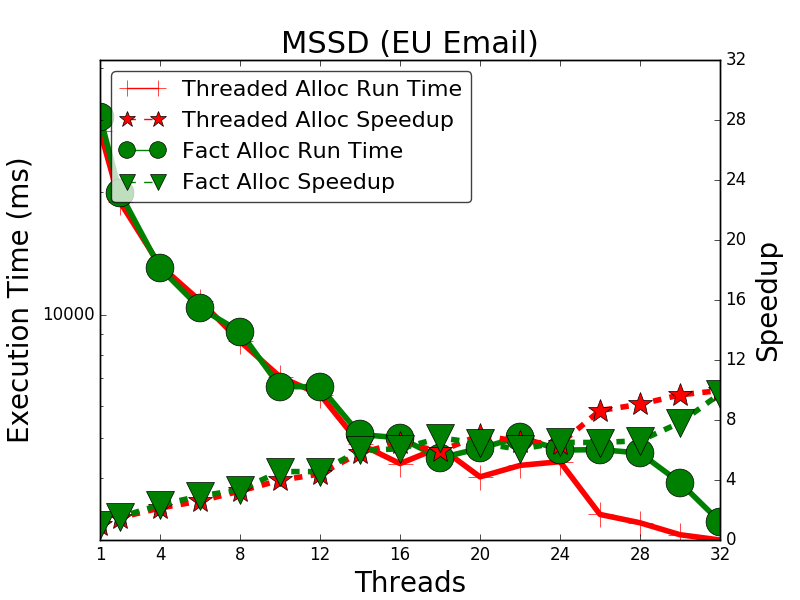 MSSD (EU Email)
Threaded Alloc Run Time
Threaded Alloc Speedup
Fact Alloc Run Time
Fact Alloc Speedup
Execution Time (ms)
10000
32
28
24
20
16
12
8
4
0
Speedup
1 4 8 12 16 20 24 28 32
Threads